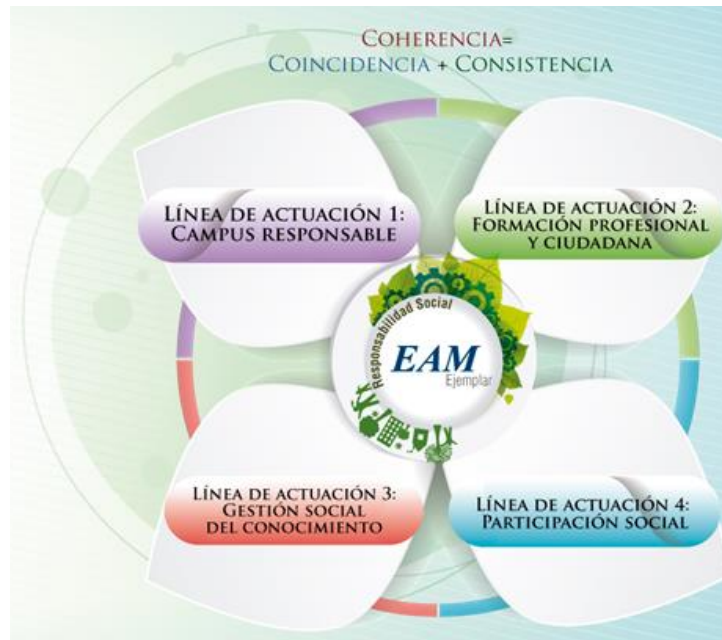 COHERENCIA=
COINCIDENCIA + CONSISTENCIA
LÍNEA DE ACTUACIÓN 1:
CAMPUS RESPONSABLE
LÍNEA DE ACTUACIÓN 2:
FORMACIÓN PROFESIONAL
Y CIUDADANA
Responsabilidad Social
EAM
Ejemplar
LÍNEA DE ACTUACIÓN 3:
GESTIÓN SOCIAL
DEL CONOCIMIENTO
LÍNEA DE ACTUACIÓN 4:
PARTICIPACIÓN SOCIAL